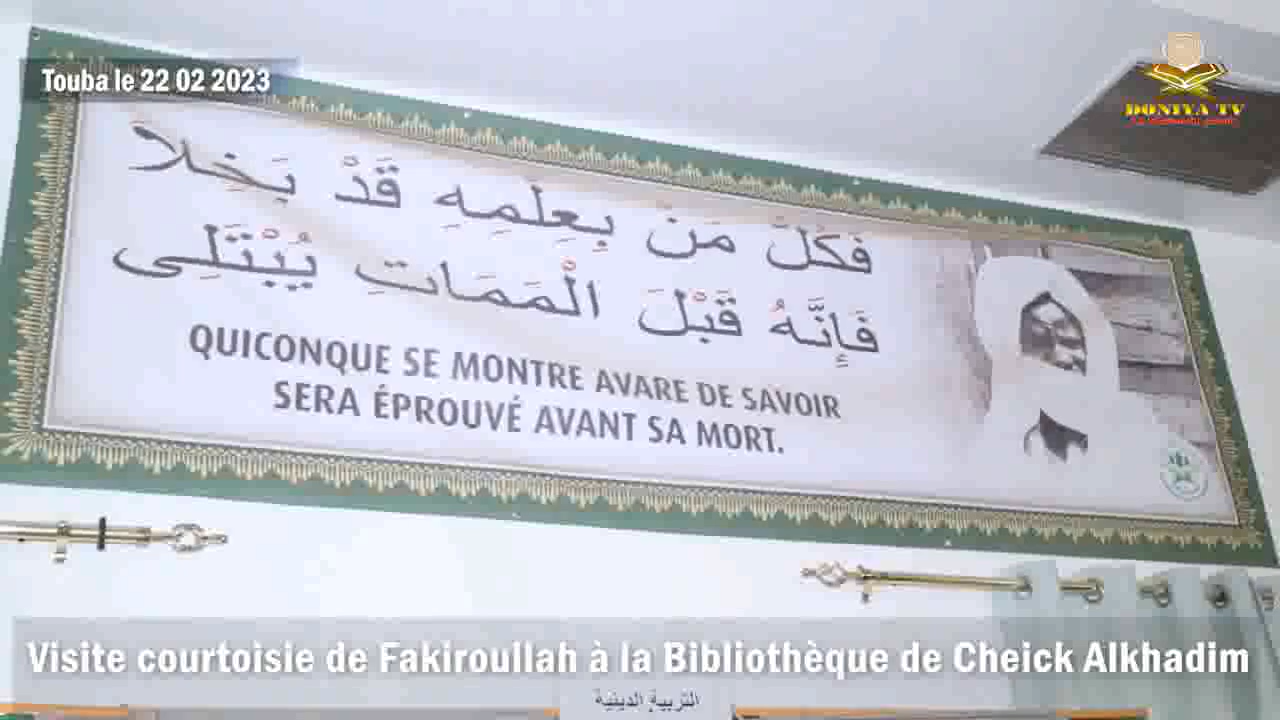 Touba le 22 02 2023
DONIYA TV
فَكُلُّ مَنْ بِعِلْمِهِ قَدْ بَخِلَا
فَإِنَّهُ قَبْلَ الْمَمَاتِ يُبْتَلِى
QUICONQUE SE MONTRE AVARE DE SAVOIR
SERA ÉPROUVÉ AVANT SA MORT.
Visite courtoisie de Fakiroullah à la Bibliothèque de Cheick Alkhadim
التربية الدينية